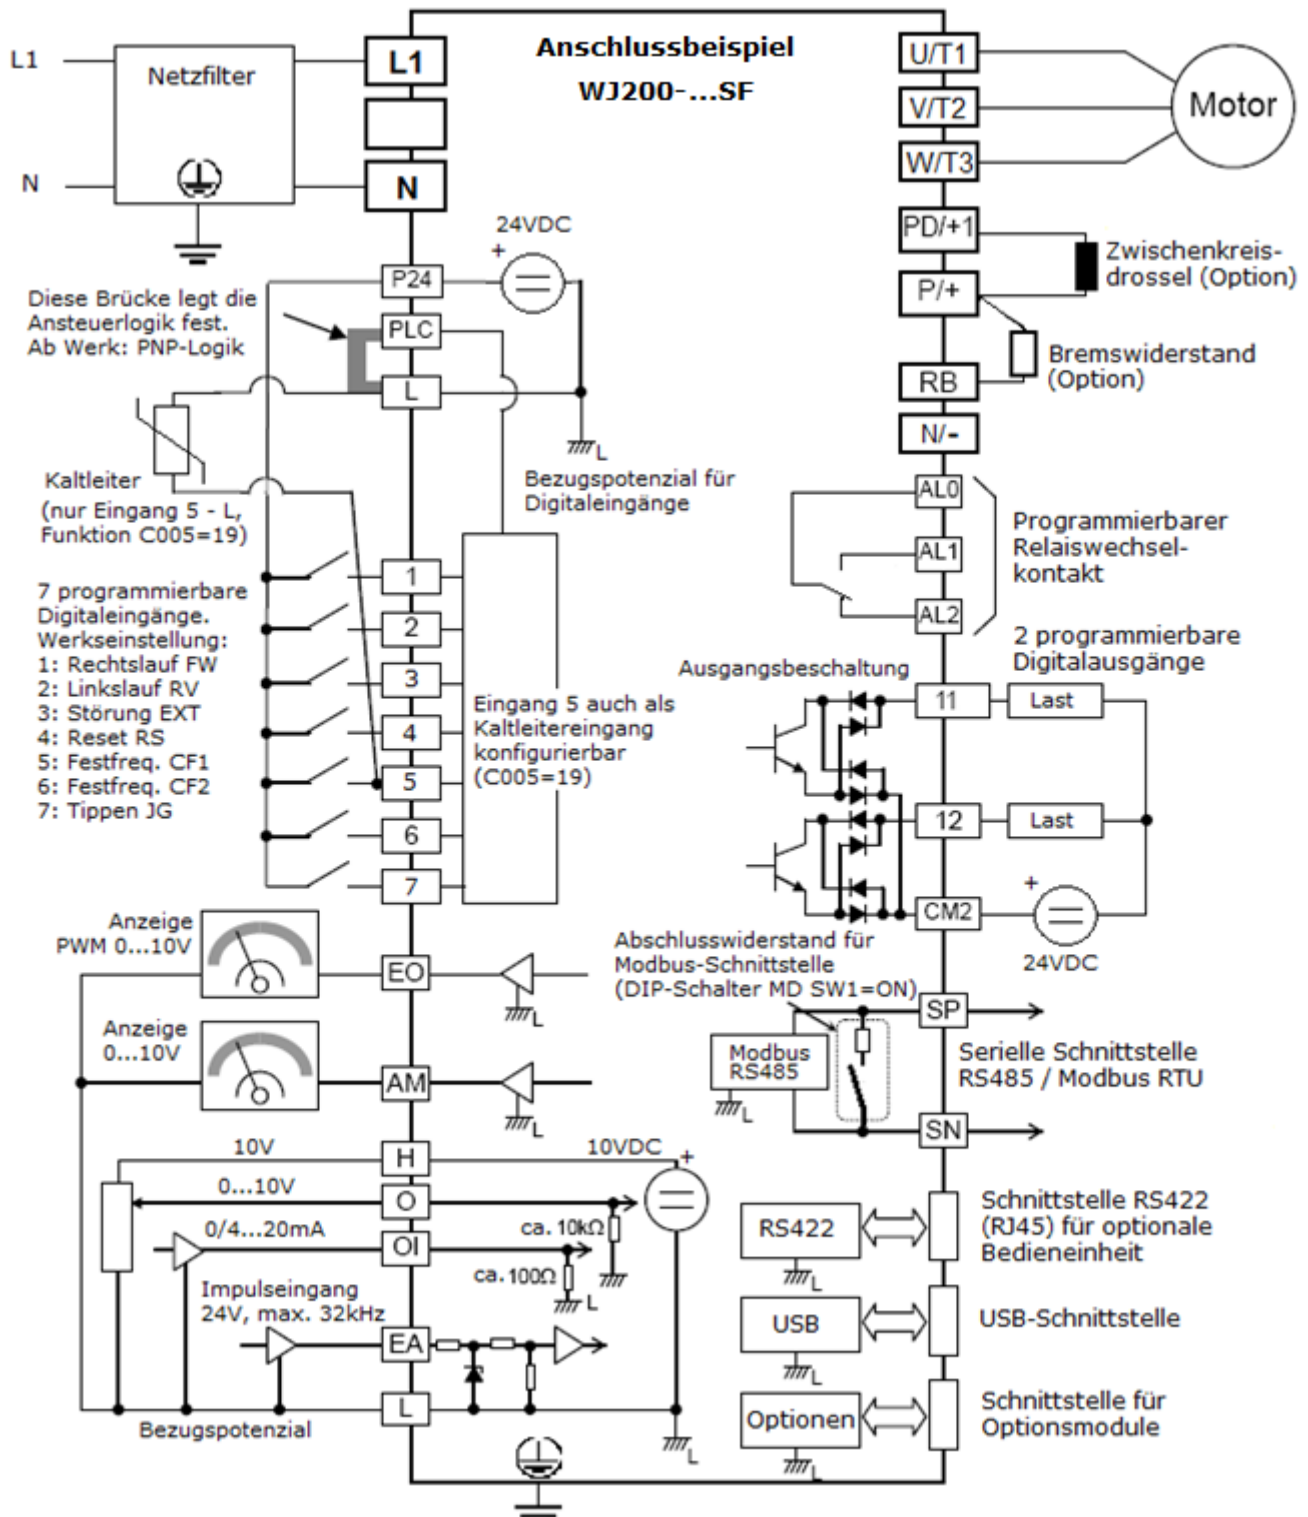 Anschlussbeispiel
WJ200-...SF
L1
Netzfilter
L1
N
N
U/T1
V/T2
W/T3
Motor
PD/+1
P/+
RB
N/-
Zwischenkreis-
drossel (Option)
Bremswiderstand
(Option)
24VDC
+
P24
PLC
L
Diese Brücke legt die
Ansteuerlogik fest.
Ab Werk: PNP-Logik
L
Bezugspotenzial für
Digitaleingänge
Kaltleiter
(nur Eingang 5 - L,
Funktion C005=19)
7 programmierbare
Digitaleingänge.
Werkseinstellung:
1: Rechtslauf FW
2: Linkslauf RV
3: Störung EXT
4: Reset RS
5: Festfreq. CF1
6: Festfreq. CF2
7: Tippen JG
1
2
3
4
5
6
7
Eingang 5 auch als
Kaltleitereingang
konfigurierbar
(C005=19)
AL0
AL1
AL2
Programmierbarer
Relaiswechsel-
kontakt
2 programmierbare
Digitalausgänge
Ausgangsbeschaltung
11
Last
12
Last
CM2
+
24VDC
Anzeige
PWM 0...10V
EO
L
Anzeige
0...10V
AM
L
Abschlusswiderstand für
Modbus-Schnittstelle
(DIP-Schalter MD SW1=ON)
SP
Modbus
RS485
L
SN
Serielle Schnittstelle
RS485 / Modbus RTU
10V
H
10VDC
+
0...10V
O
ca. 10kΩ
0/4...20mA
OI
ca. 100Ω
L
Impulseingang
24V, max. 32kHz
EA
L
Bezugspotenzial
L
RS422
L
Schnittstelle RS422
(RJ45) für optionale
Bedieneinheit
USB
L
USB-Schnittstelle
Optionen
L
Schnittstelle für
Optionsmodule